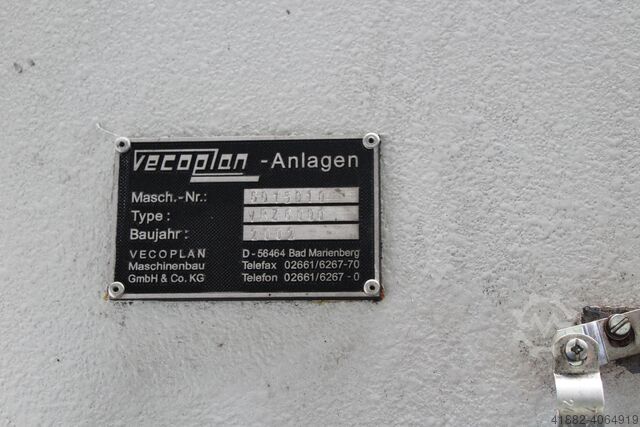 vecoplan -Anlagen
Masch.-Nr.:
Type :
Baujahr : 2002
VECOPLAN D - 56464 Bad Marienberg
Maschinenbau Telefax 02661/6267-70
GmbH & Co. KG Telefon 02661/6267 - 0
41882-4064919